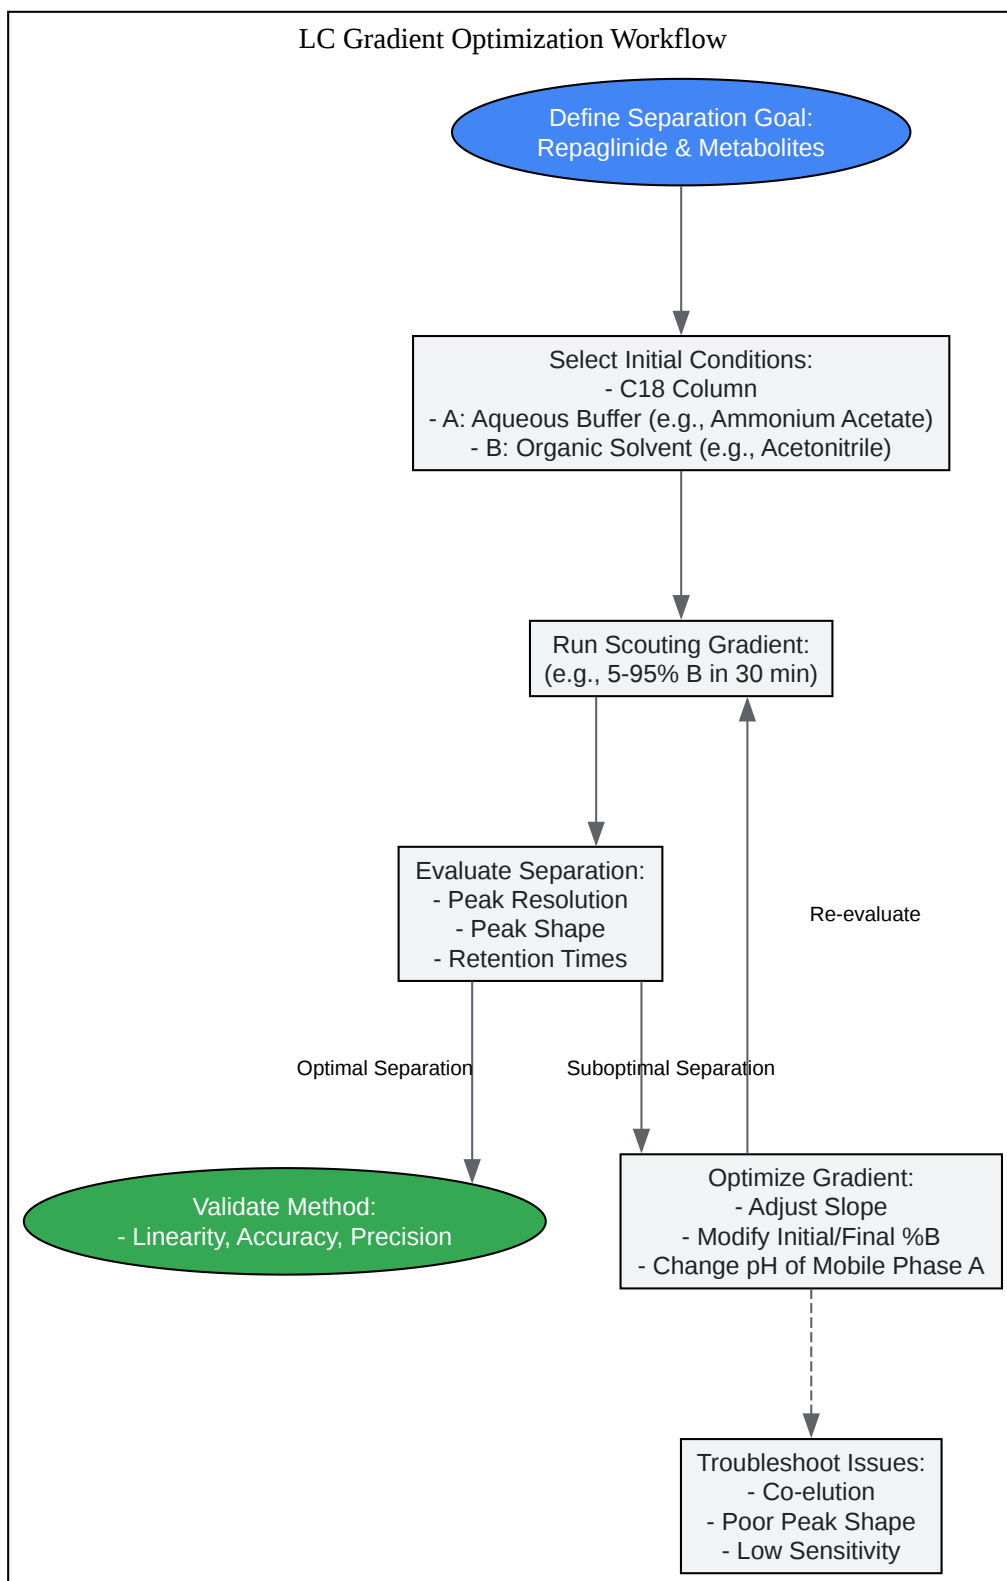 LC Gradient Optimization Workflow
Define Separation Goal:
Repaglinide & Metabolites
Select Initial Conditions:
- C18 Column
- A: Aqueous Buffer (e.g., Ammonium Acetate)
- B: Organic Solvent (e.g., Acetonitrile)
Run Scouting Gradient:
(e.g., 5-95% B in 30 min)
Evaluate Separation:
- Peak Resolution
- Peak Shape
- Retention Times
Re-evaluate
Optimal Separation
Suboptimal Separation
Validate Method:
- Linearity, Accuracy, Precision
Optimize Gradient:
- Adjust Slope
- Modify Initial/Final %B
- Change pH of Mobile Phase A
Troubleshoot Issues:
- Co-elution
- Poor Peak Shape
- Low Sensitivity